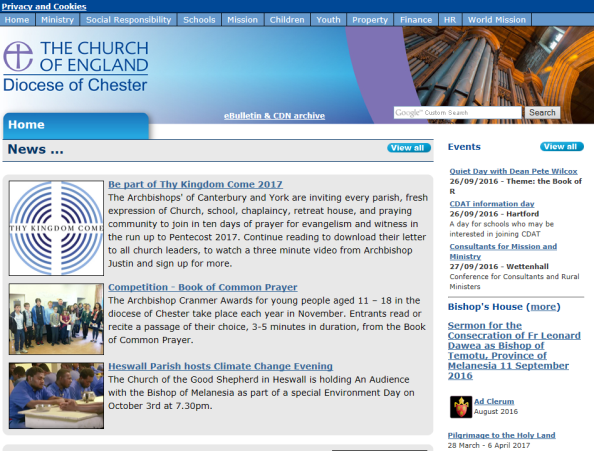 Privacy and Cookies
Home Ministry Social Responsibility Schools Mission Children Youth Property Finance HR World Mission
THE CHURCH
OF ENGLAND
Diocese of Chester
eBulletin & CDN archive
Google™ Custom Search Search
Home
News ... View all
Be part of Thy Kingdom Come 2017
The Archbishops' of Canterbury and York are inviting every parish, fresh
expression of Church, school, chaplaincy, retreat house, and praying
community to join in ten days of prayer for evangelism and witness in
the run up to Pentecost 2017. Continue reading to download their letter
to all church leaders, to watch a three minute video from Archbishop
Justin and sign up for more.
THY KINGDOM COME
Competition - Book of Common Prayer
The Archbishop Cranmer Awards for young people aged 11 – 18 in the
diocese of Chester take place each year in November. Entrants read or
recite a passage of their choice, 3-5 minutes in duration, from the Book
of Common Prayer.
Heswall Parish hosts Climate Change Evening
The Church of the Good Shepherd in Heswall is holding An Audience
with the Bishop of Melanesia as part of a special Environment Day on
October 3rd at 7.30pm.
Events View all
Quiet Day with Dean Pete Wilcox
26/09/2016 - Theme: the Book of
R
CDAT information day
26/09/2016 - Hartford
A day for schools who may be
interested in joining CDAT
Consultants for Mission and
Ministry
27/09/2016 - Wettenhall
Conference for Consultants and Rural
Ministers
Bishop's House (more)
Sermon for the
Consecration of Fr Leonard
Dawea as Bishop of
Temotu, Province of
Melanesia 11 September
2016
Ad Clerum
August 2016
Pilgrimage to the Holy Land
28 March - 6 April 2017